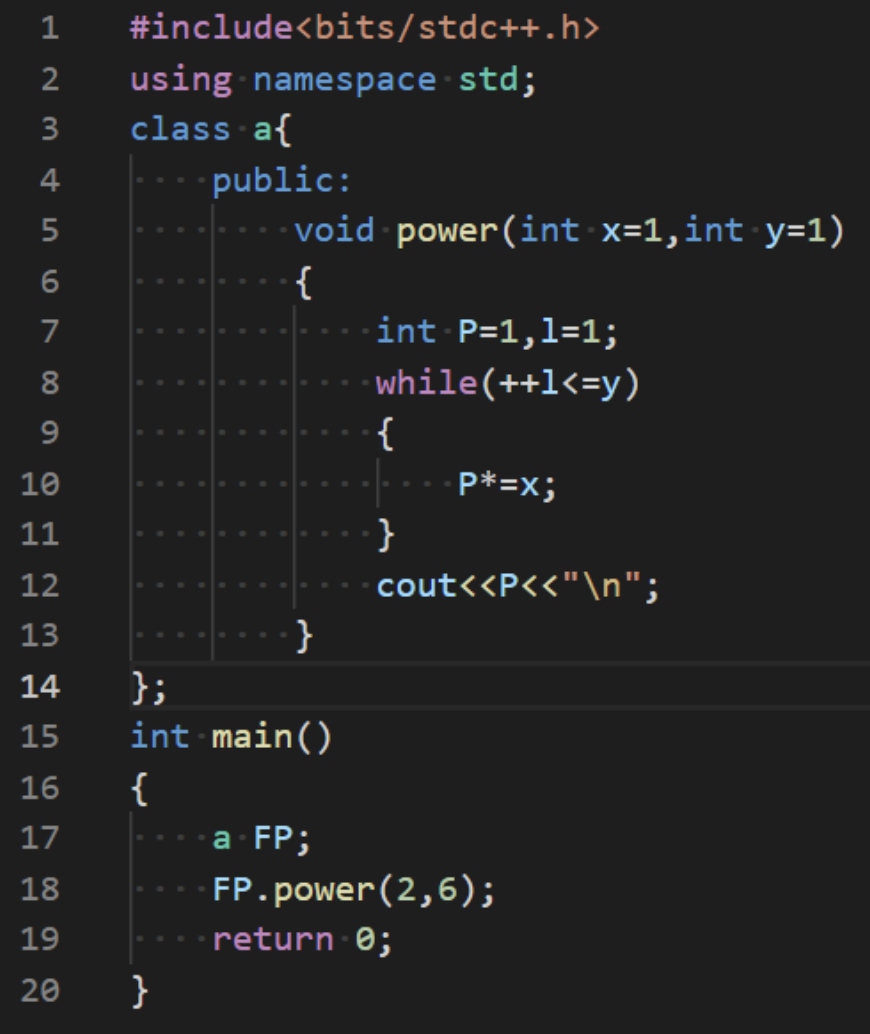 1 #include<bits/stdc++.h>
2 using namespace std;
3 class a{
4     public:
5         void power(int x=1,int y=1)
6         {
7             int P=1,l=1;
8             while(++l<=y)
9             {
10                 P*=x;
11             }
12             cout<<P<<"\n";
13         }
14 };
15 int main()
16 {
17     a FP;
18     FP.power(2,6);
19     return 0;
20 }